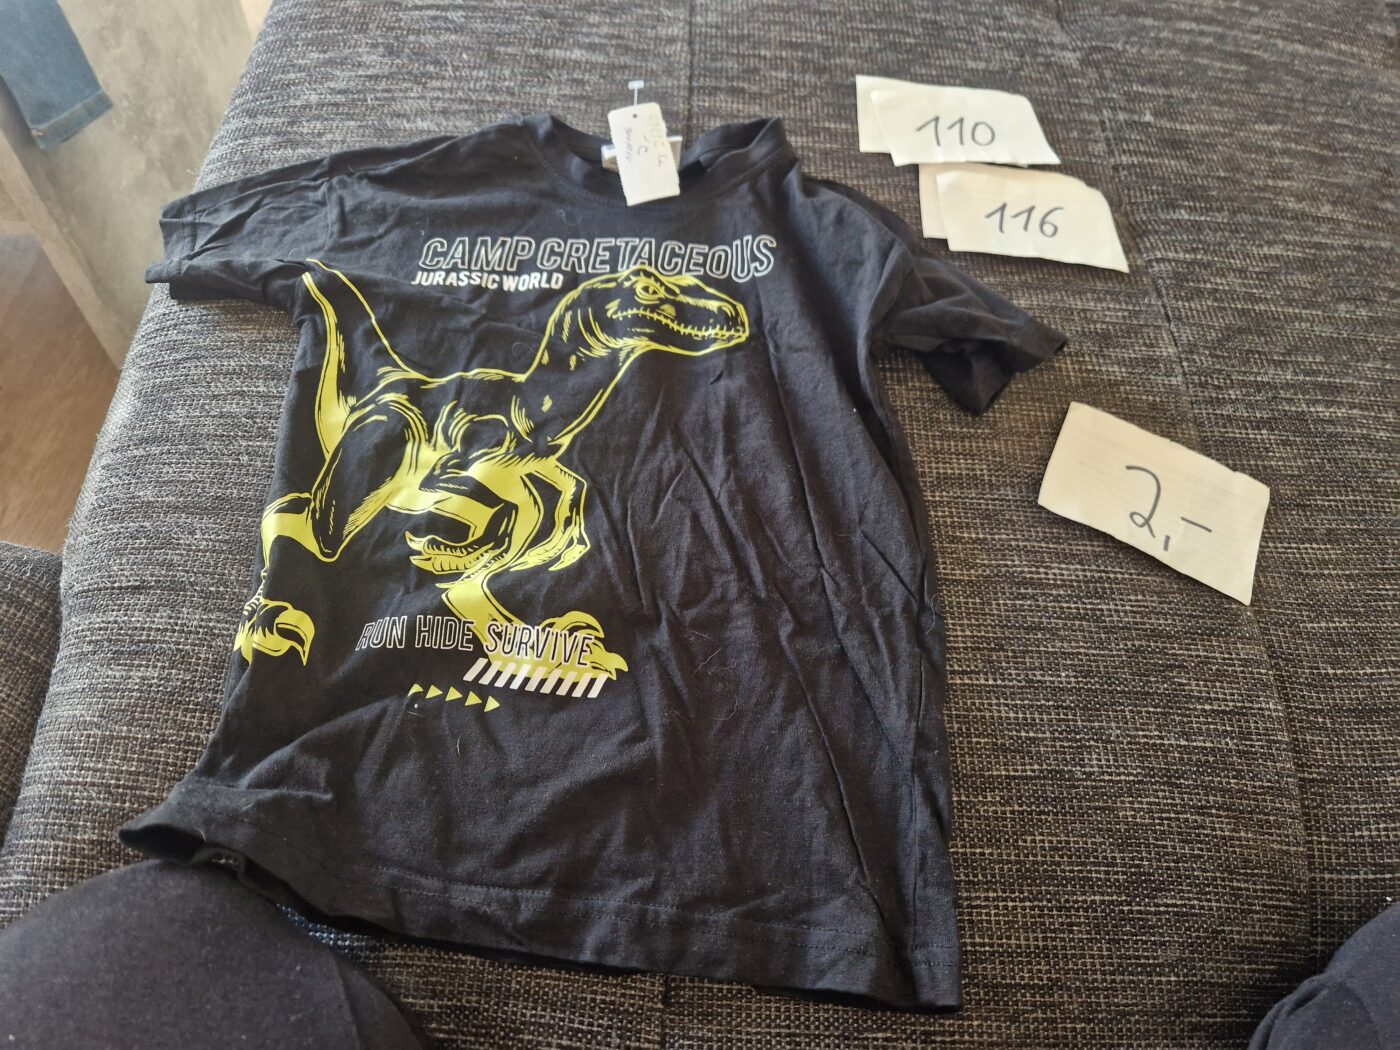 110
116
2,-
CAMP CRETACEOUS
JURASSIC WORLD
RUN HIDE SURVIVE